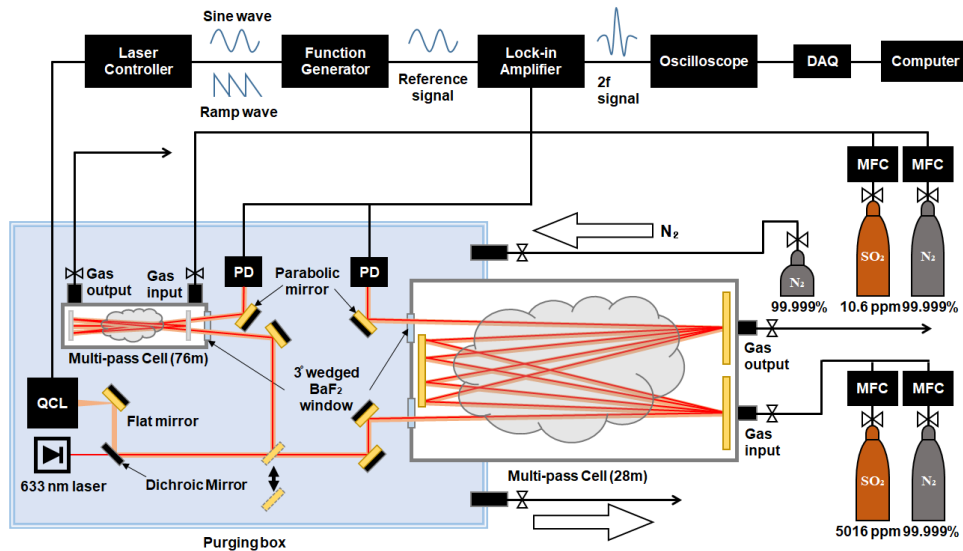 Sine wave
Laser
Controller
Function
Generator
Lock-in
Amplifier
Oscilloscope
DAQ
Computer
Reference
signal
2f
signal
Ramp wave
MFC
MFC
N₂
SO₂
N₂
N₂
99.999%
10.6 ppm
99.999%
Gas
output
Gas
input
PD
Parabolic
mirror
PD
Multi-pass Cell (76m)
3° wedged
BaF₂
window
Gas
output
QCL
Flat mirror
Gas
input
MFC
MFC
633 nm laser
Dichroic Mirror
Multi-pass Cell (28m)
SO₂
N₂
5016 ppm
99.999%
Purging box